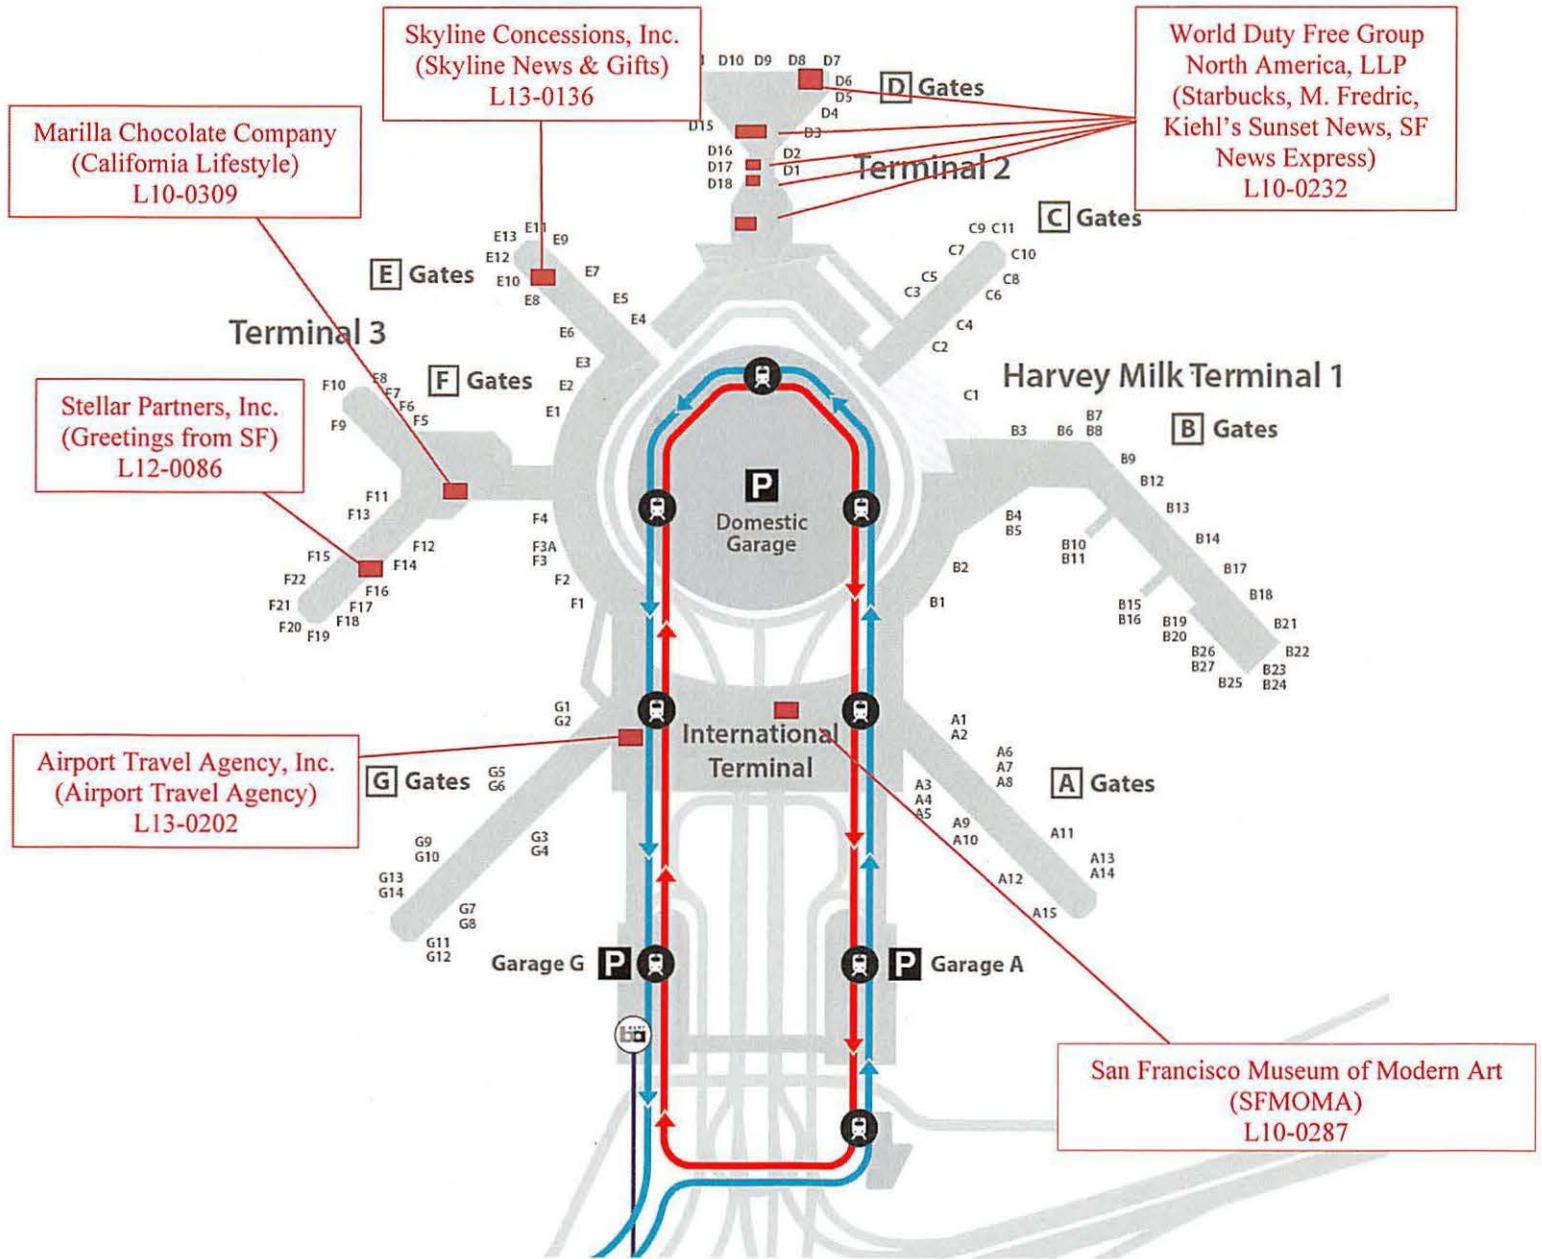 Skyline Concessions, Inc.
(Skyline News & Gifts)
L13-0136
World Duty Free Group
North America, LLP
(Starbucks, M. Fredric,
Kiehl's Sunset News, SF
News Express)
L10-0232
Marilla Chocolate Company
(California Lifestyle)
L10-0309
Stellar Partners, Inc.
(Greetings from SF)
L12-0086
Airport Travel Agency, Inc.
(Airport Travel Agency)
L13-0202
San Francisco Museum of Modern Art
(SFMOMA)
L10-0287
D10 D9 D8 D7
D6
D5
D4
D3
D15
D16
D17
D18
D2
D1
D Gates
Terminal 2
C Gates
C9 C11
C7
C10
C5
C8
C3
C6
C4
C2
C1
E Gates
E13
E11
E9
E12
E10
E7
E8
E5
E4
E6
E3
E2
E1
Terminal 3
F Gates
F10
F8
F7
F6
F5
F9
F11
F13
F12
F15
F14
F22
F16
F21
F17
F20
F18
F19
F4
F3A
F3
F2
F1
Harvey Milk Terminal 1
B Gates
B3
B6
B7
B8
B9
B12
B13
B4
B5
B14
B10
B11
B17
B2
B18
B1
B15
B16
B19
B20
B21
B26
B27
B22
B23
B24
B25
P
Domestic
Garage
International
Terminal
G1
G2
G Gates
G5
G6
G3
G4
G9
G10
G13
G14
G7
G8
G11
G12
A1
A2
A6
A7
A8
A Gates
A3
A4
A5
A9
A10
A11
A13
A14
A12
A15
Garage G P
P Garage A
ba